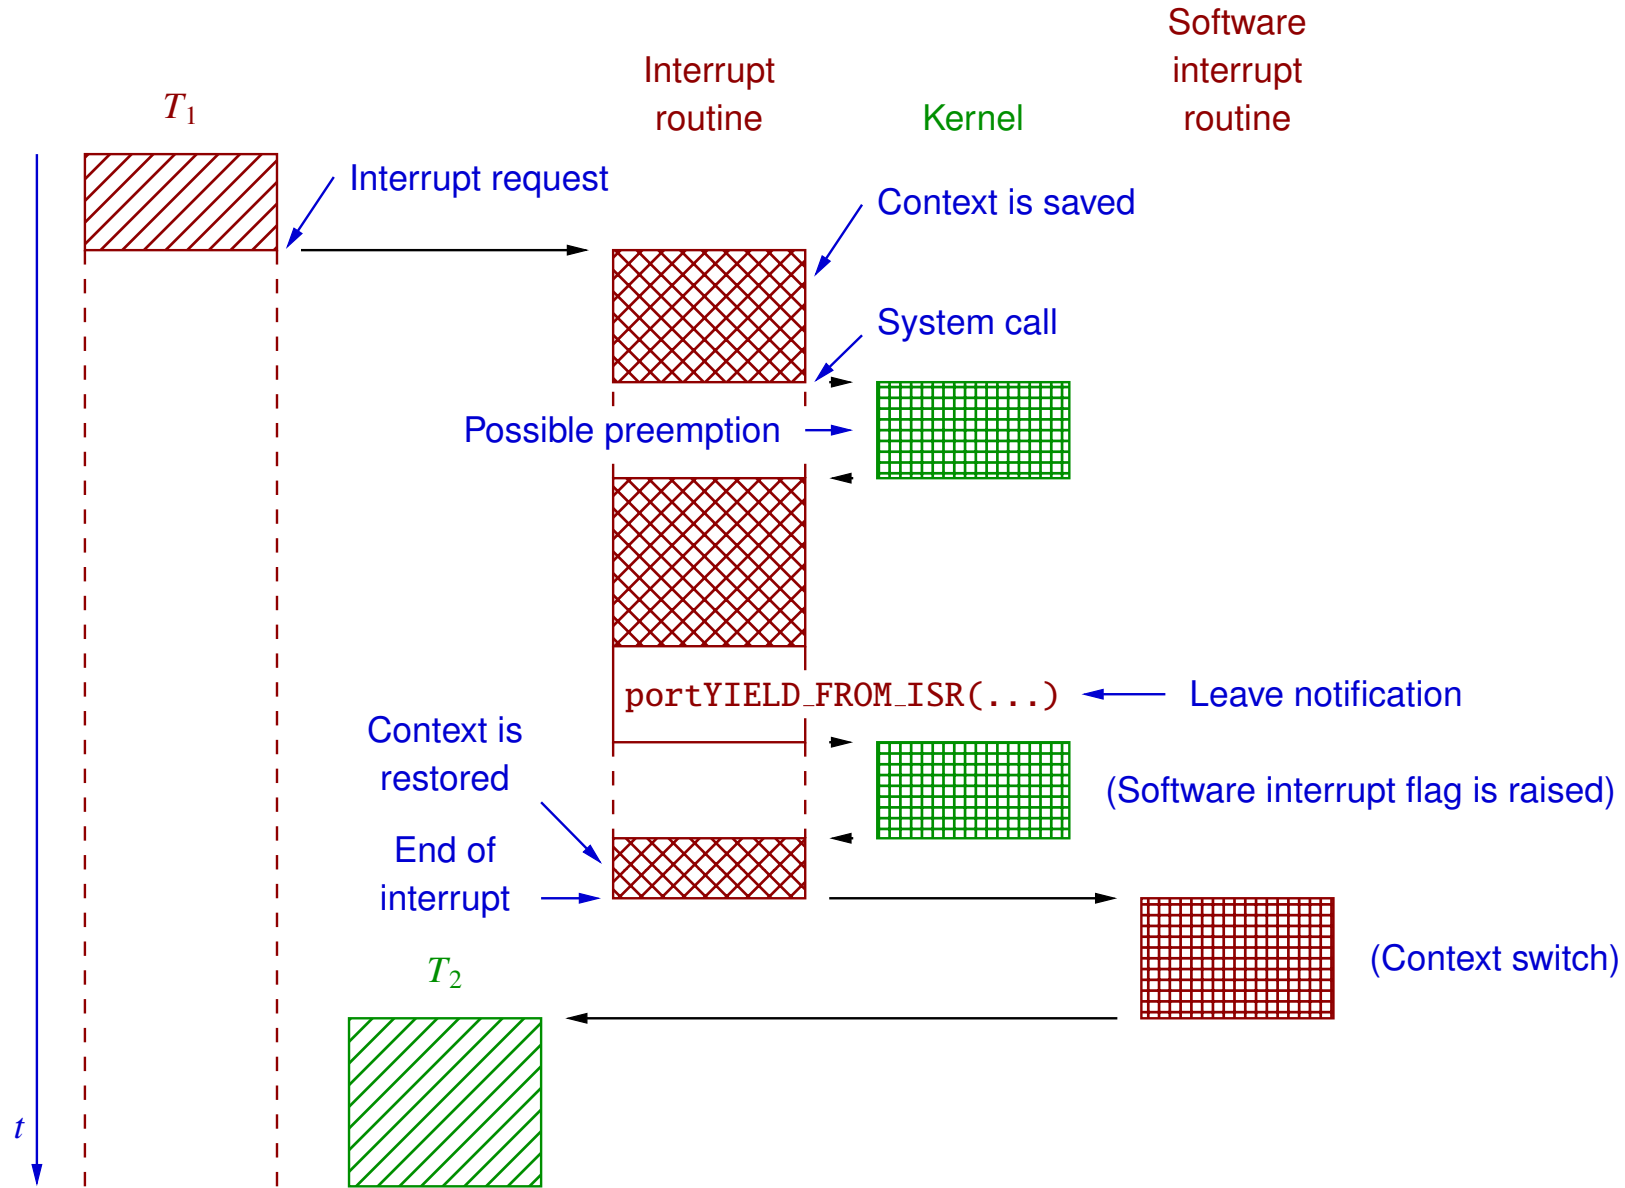 Software
Interrupt
routine
interrupt
routine
T1
Kernel
Interrupt request
Context is saved
System call
Possible preemption
portYIELD_FROM_ISR(...)
Leave notification
Context is
restored
(Software interrupt flag is raised)
End of
interrupt
(Context switch)
T2
t